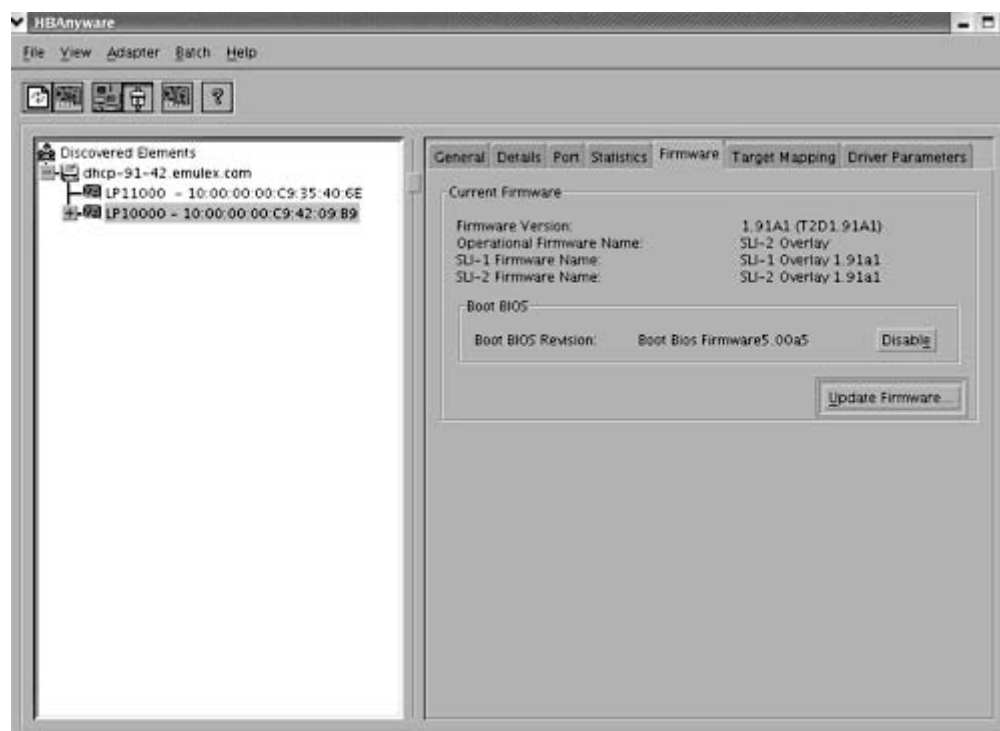 HBAnyware
File View Adapter Batch Help
?
Discovered Elements
dhcp-91-42.emulex.com
LP11000 - 10:00:00:00:C9:35:40:6E
LP10000 - 10:00:00:00:C9:42:09:B9
General Details Port Statistics Firmware Target Mapping Driver Parameters
Current Firmware
Firmware Version: 1.91A1 (T2D1.91A1)
Operational Firmware Name: SLI-2 Overlay
SLI-1 Firmware Name: SLI-1 Overlay 1.91a1
SLI-2 Firmware Name: SLI-2 Overlay 1.91a1
Boot BIOS
Boot BIOS Revision: Boot Bios Firmware5.00a5 Disable
Update Firmware...